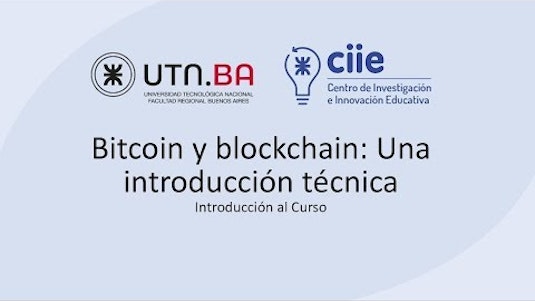 UTN.BA
UNIVERSIDAD TECNOLÓGICA NACIONAL
FACULTAD REGIONAL BUENOS AIRES
ciie
Centro de Investigación
e Innovación Educativa
Bitcoin y blockchain: Una
introducción técnica
Introducción al Curso